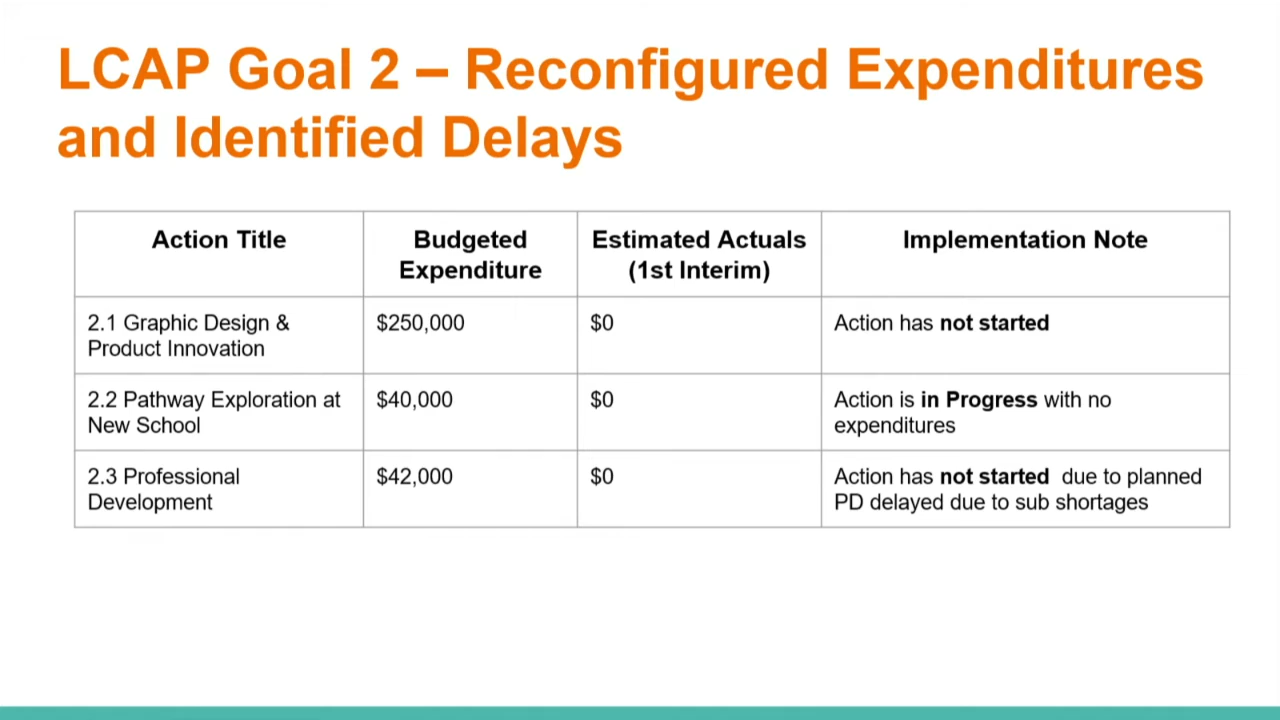 LCAP Goal 2 – Reconfigured Expenditures
and Identified Delays
Action Title
Budgeted
Expenditure
Estimated Actuals
(1st Interim)
Implementation Note
2.1 Graphic Design &
Product Innovation
$250,000
$0
Action has not started
2.2 Pathway Exploration at
New School
$40,000
$0
Action is in Progress with no
expenditures
2.3 Professional
Development
$42,000
$0
Action has not started  due to planned
PD delayed due to sub shortages